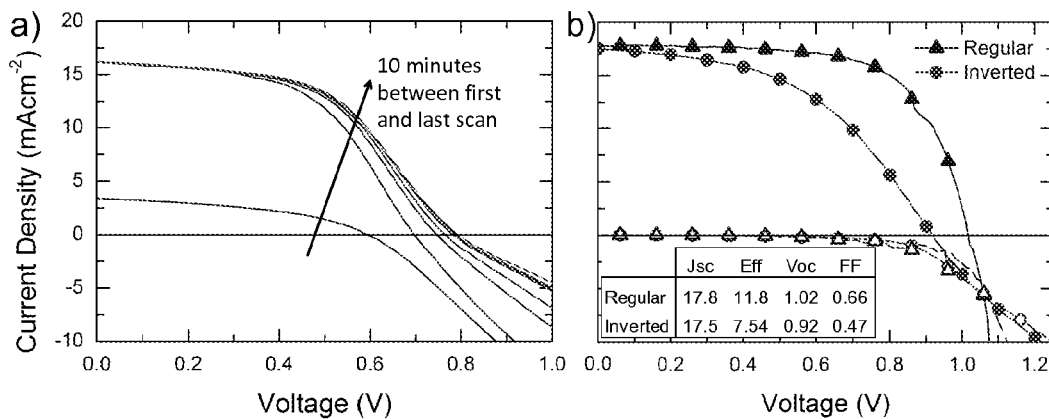 a)
20
15
10
5
0
-5
-10
0.0 0.2 0.4 0.6 0.8 1.0
Voltage (V)
Current Density (mAcm⁻²)
10 minutes
between first
and last scan
b)
Regular
Inverted
Jsc Eff Voc FF
Regular 17.8 11.8 1.02 0.66
Inverted 17.5 7.54 0.92 0.47
0.0 0.2 0.4 0.6 0.8 1.0 1.2
Voltage (V)